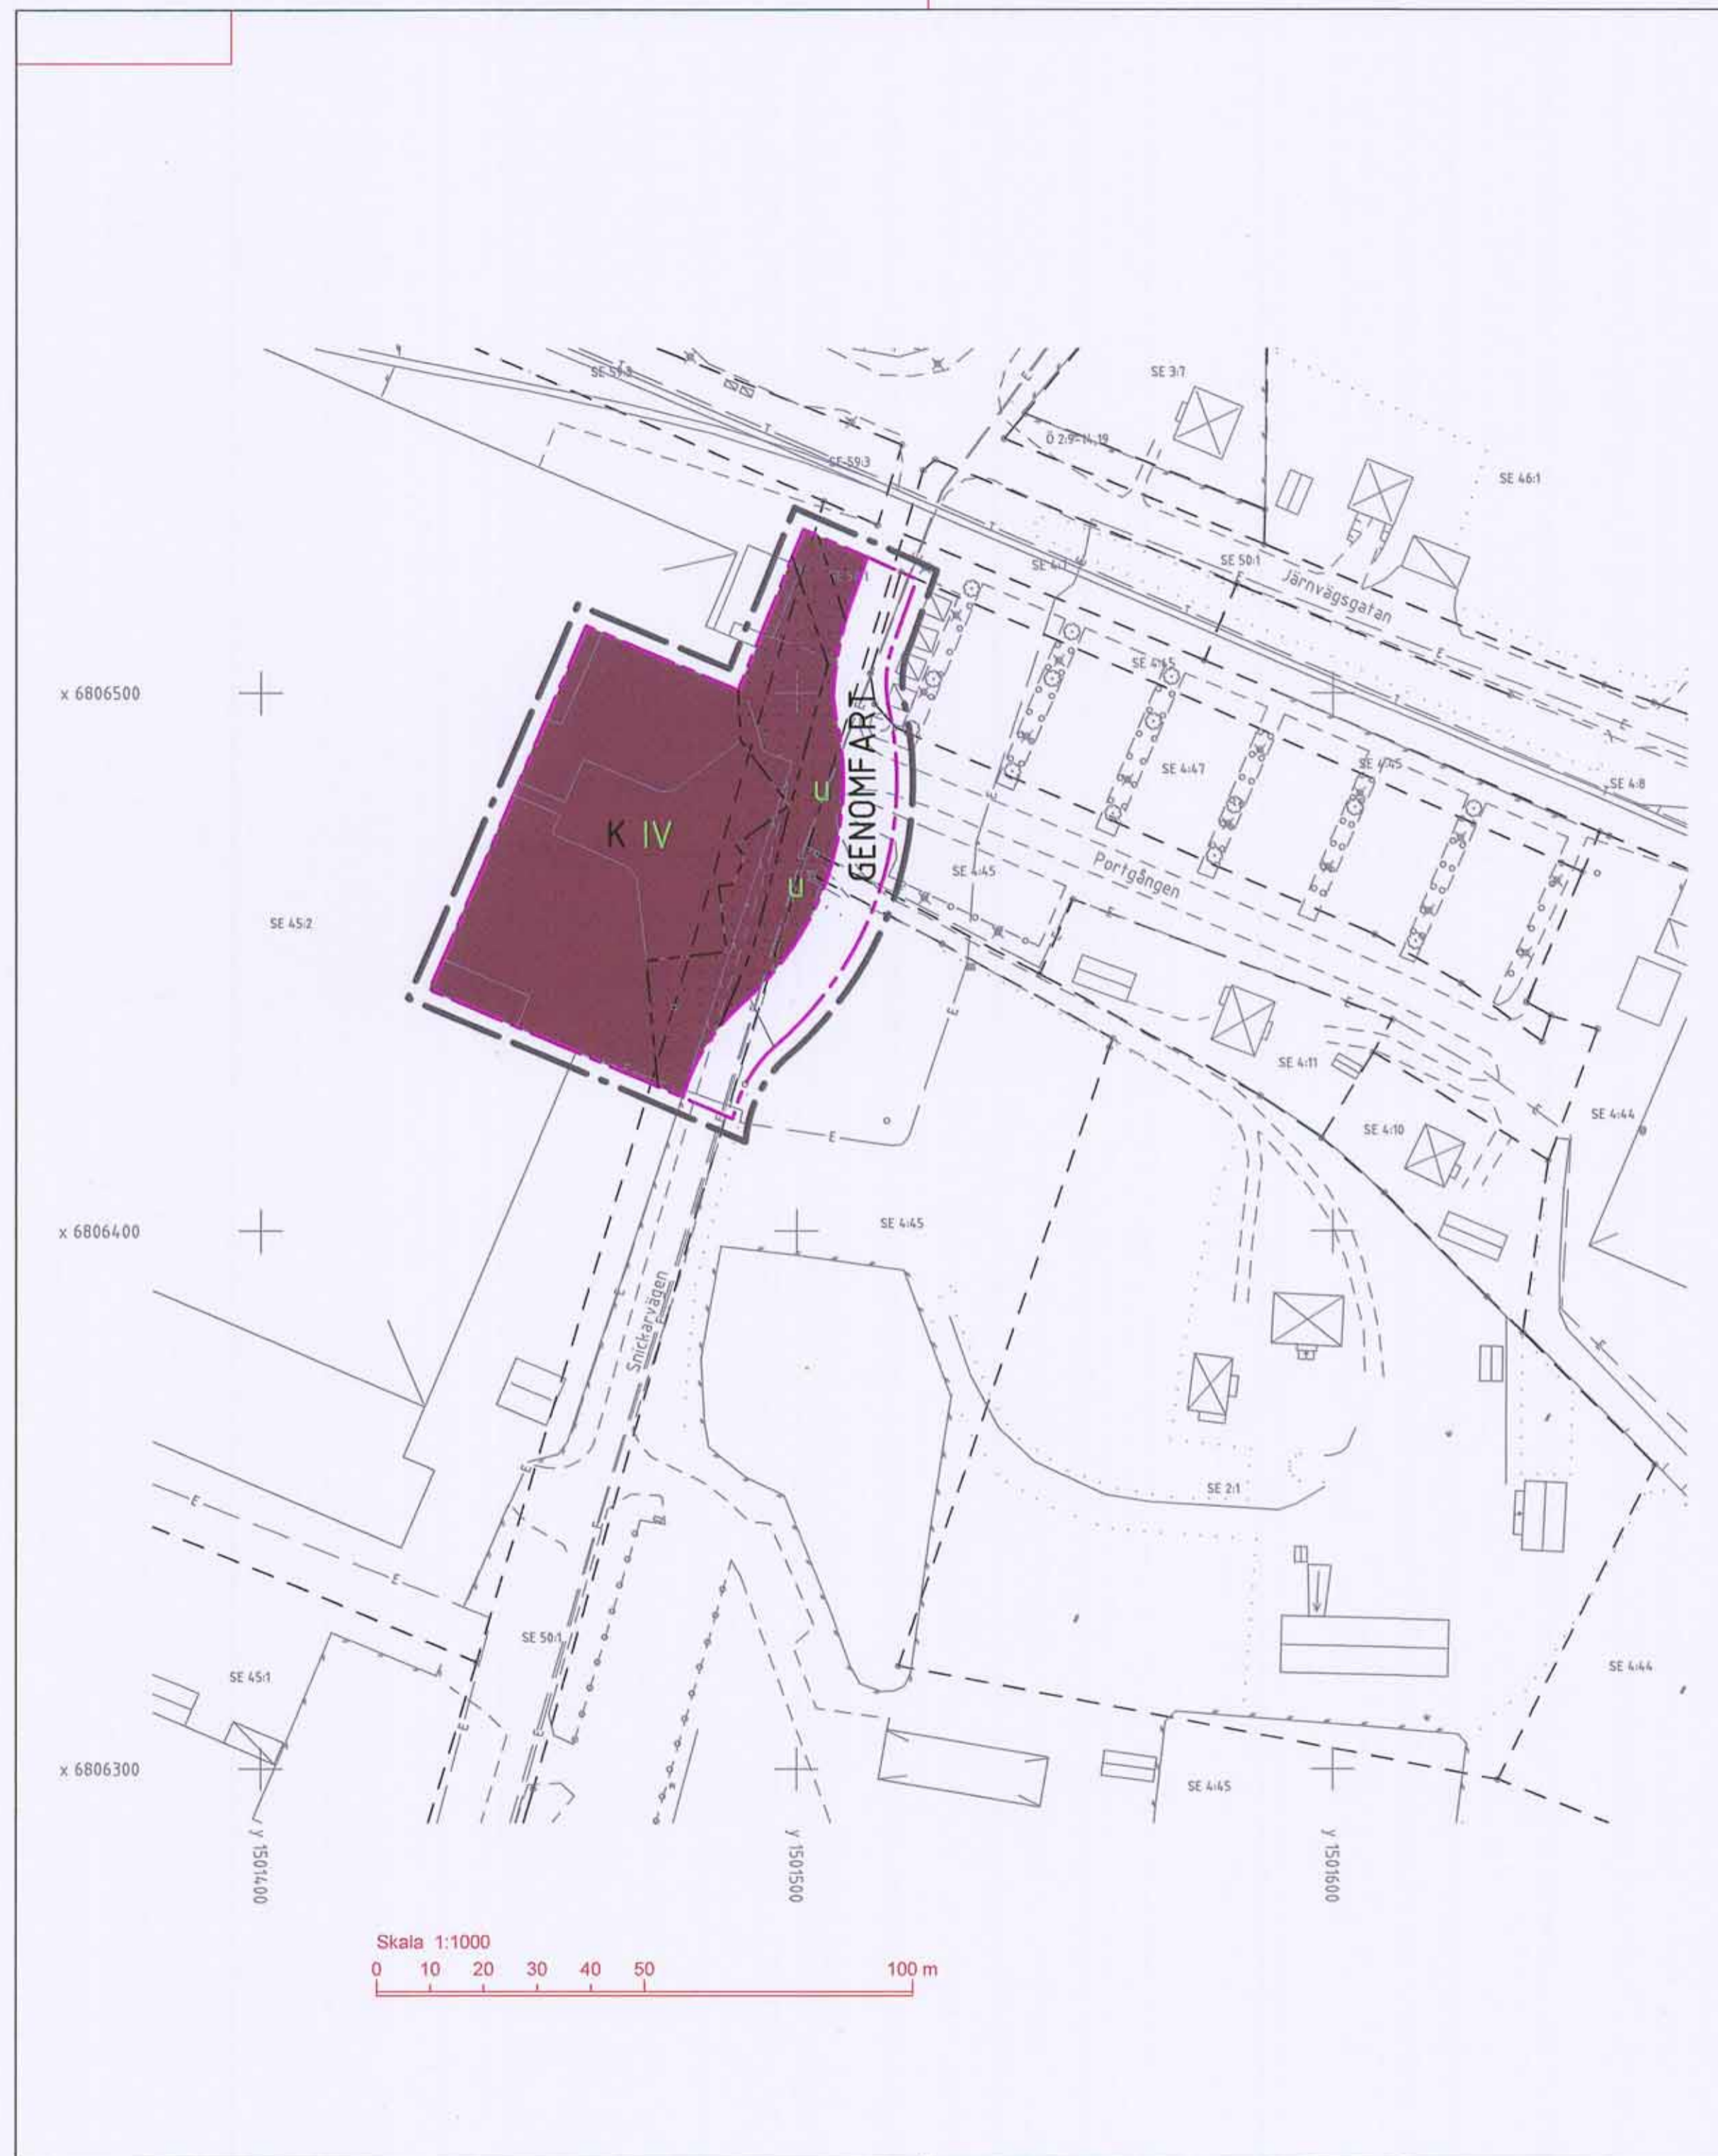 SE 59:3
SE 3:7
Ö 2:9-14,19
SE 59:3
SE 46:1
SE 4:1
SE 50:1
Järnvägsgatan
SE 4:45
x 6806500
GENOMFART
SE 4:47
SE 4:45
SE 4:8
u
K IV
Portgången
SE 4:45
u
SE 45:2
SE 4:11
SE 4:44
SE 4:10
x 6806400
SE 4:45
Snickarvägen
SE 2:1
SE 50:1
SE 45:1
SE 4:44
x 6806300
SE 4:45
y 1501400
y 1501500
y 1501600
Skala 1:1000
0 10 20 30 40 50 100 m